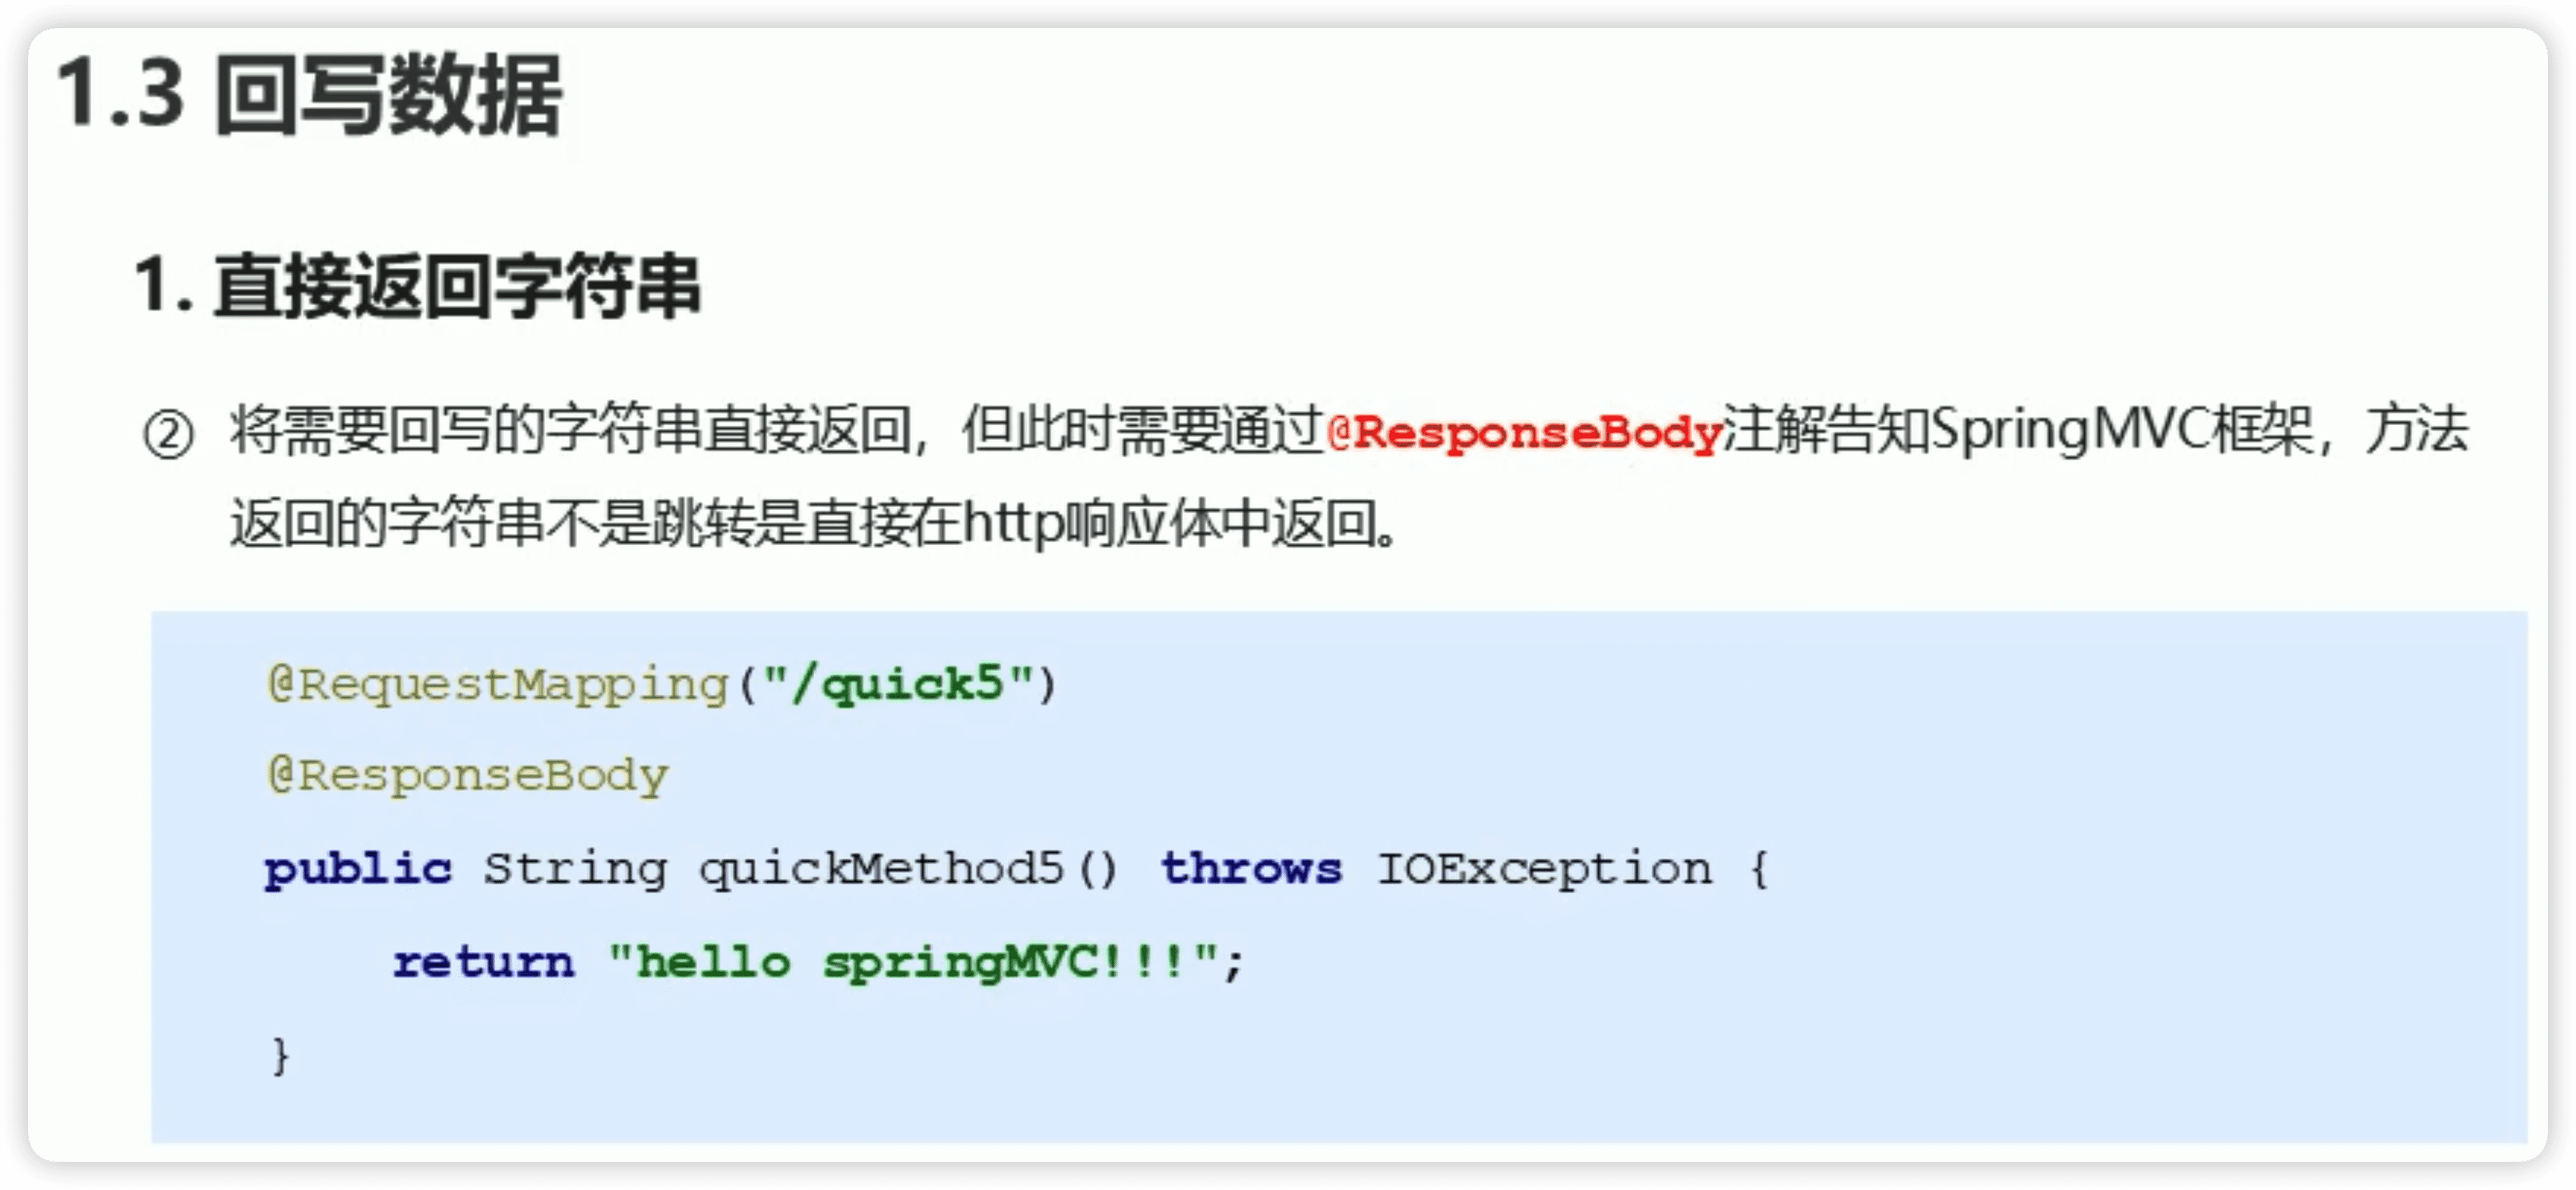 1.3 回写数据
1. 直接返回字符串
② 将需要回写的字符串直接返回，但此时需要通过@ResponseBody注解告知SpringMVC框架，方法
返回的字符串不是跳转是直接在http响应体中返回。
@RequestMapping("/quick5")
@ResponseBody
public String quickMethod5() throws IOException {
return "hello springMVC!!!";
}